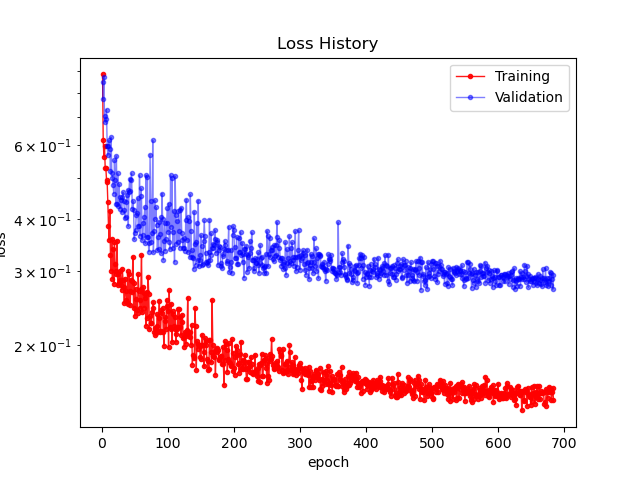 Loss History
Training
Validation
6 × 10⁻¹
4 × 10⁻¹
3 × 10⁻¹
2 × 10⁻¹
loss
0 100 200 300 400 500 600 700
epoch